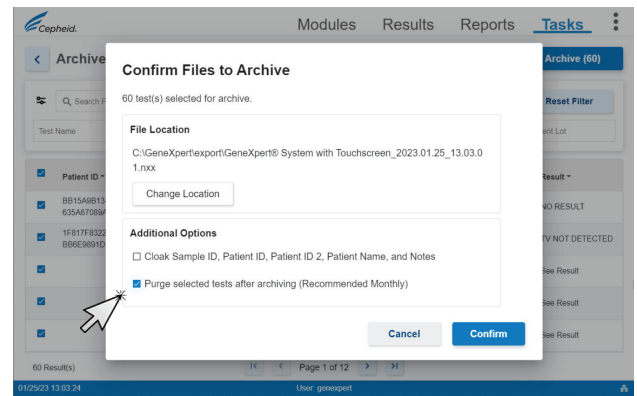 Cepheid.
Modules Results Reports Tasks
Archive
Archive (60)
Confirm Files to Archive
60 test(s) selected for archive.
Search F
Reset Filter
Test Name
ent Lot
File Location
C:\GeneXpert\export\GeneXpert® System with Touchscreen_2023.01.25_13.03.0
1.nxx
Change Location
Patient ID
Result
BB15A9B13
635A67089A
NO RESULT
1F817F8322
BB6E9891D
TV NOT DETECTED
Additional Options
Cloak Sample ID, Patient ID, Patient ID 2, Patient Name, and Notes
See Result
Purge selected tests after archiving (Recommended Monthly)
See Result
Cancel Confirm
See Result
60 Result(s)
Page 1 of 12
01/25/23 13:03:24
User: genexpert